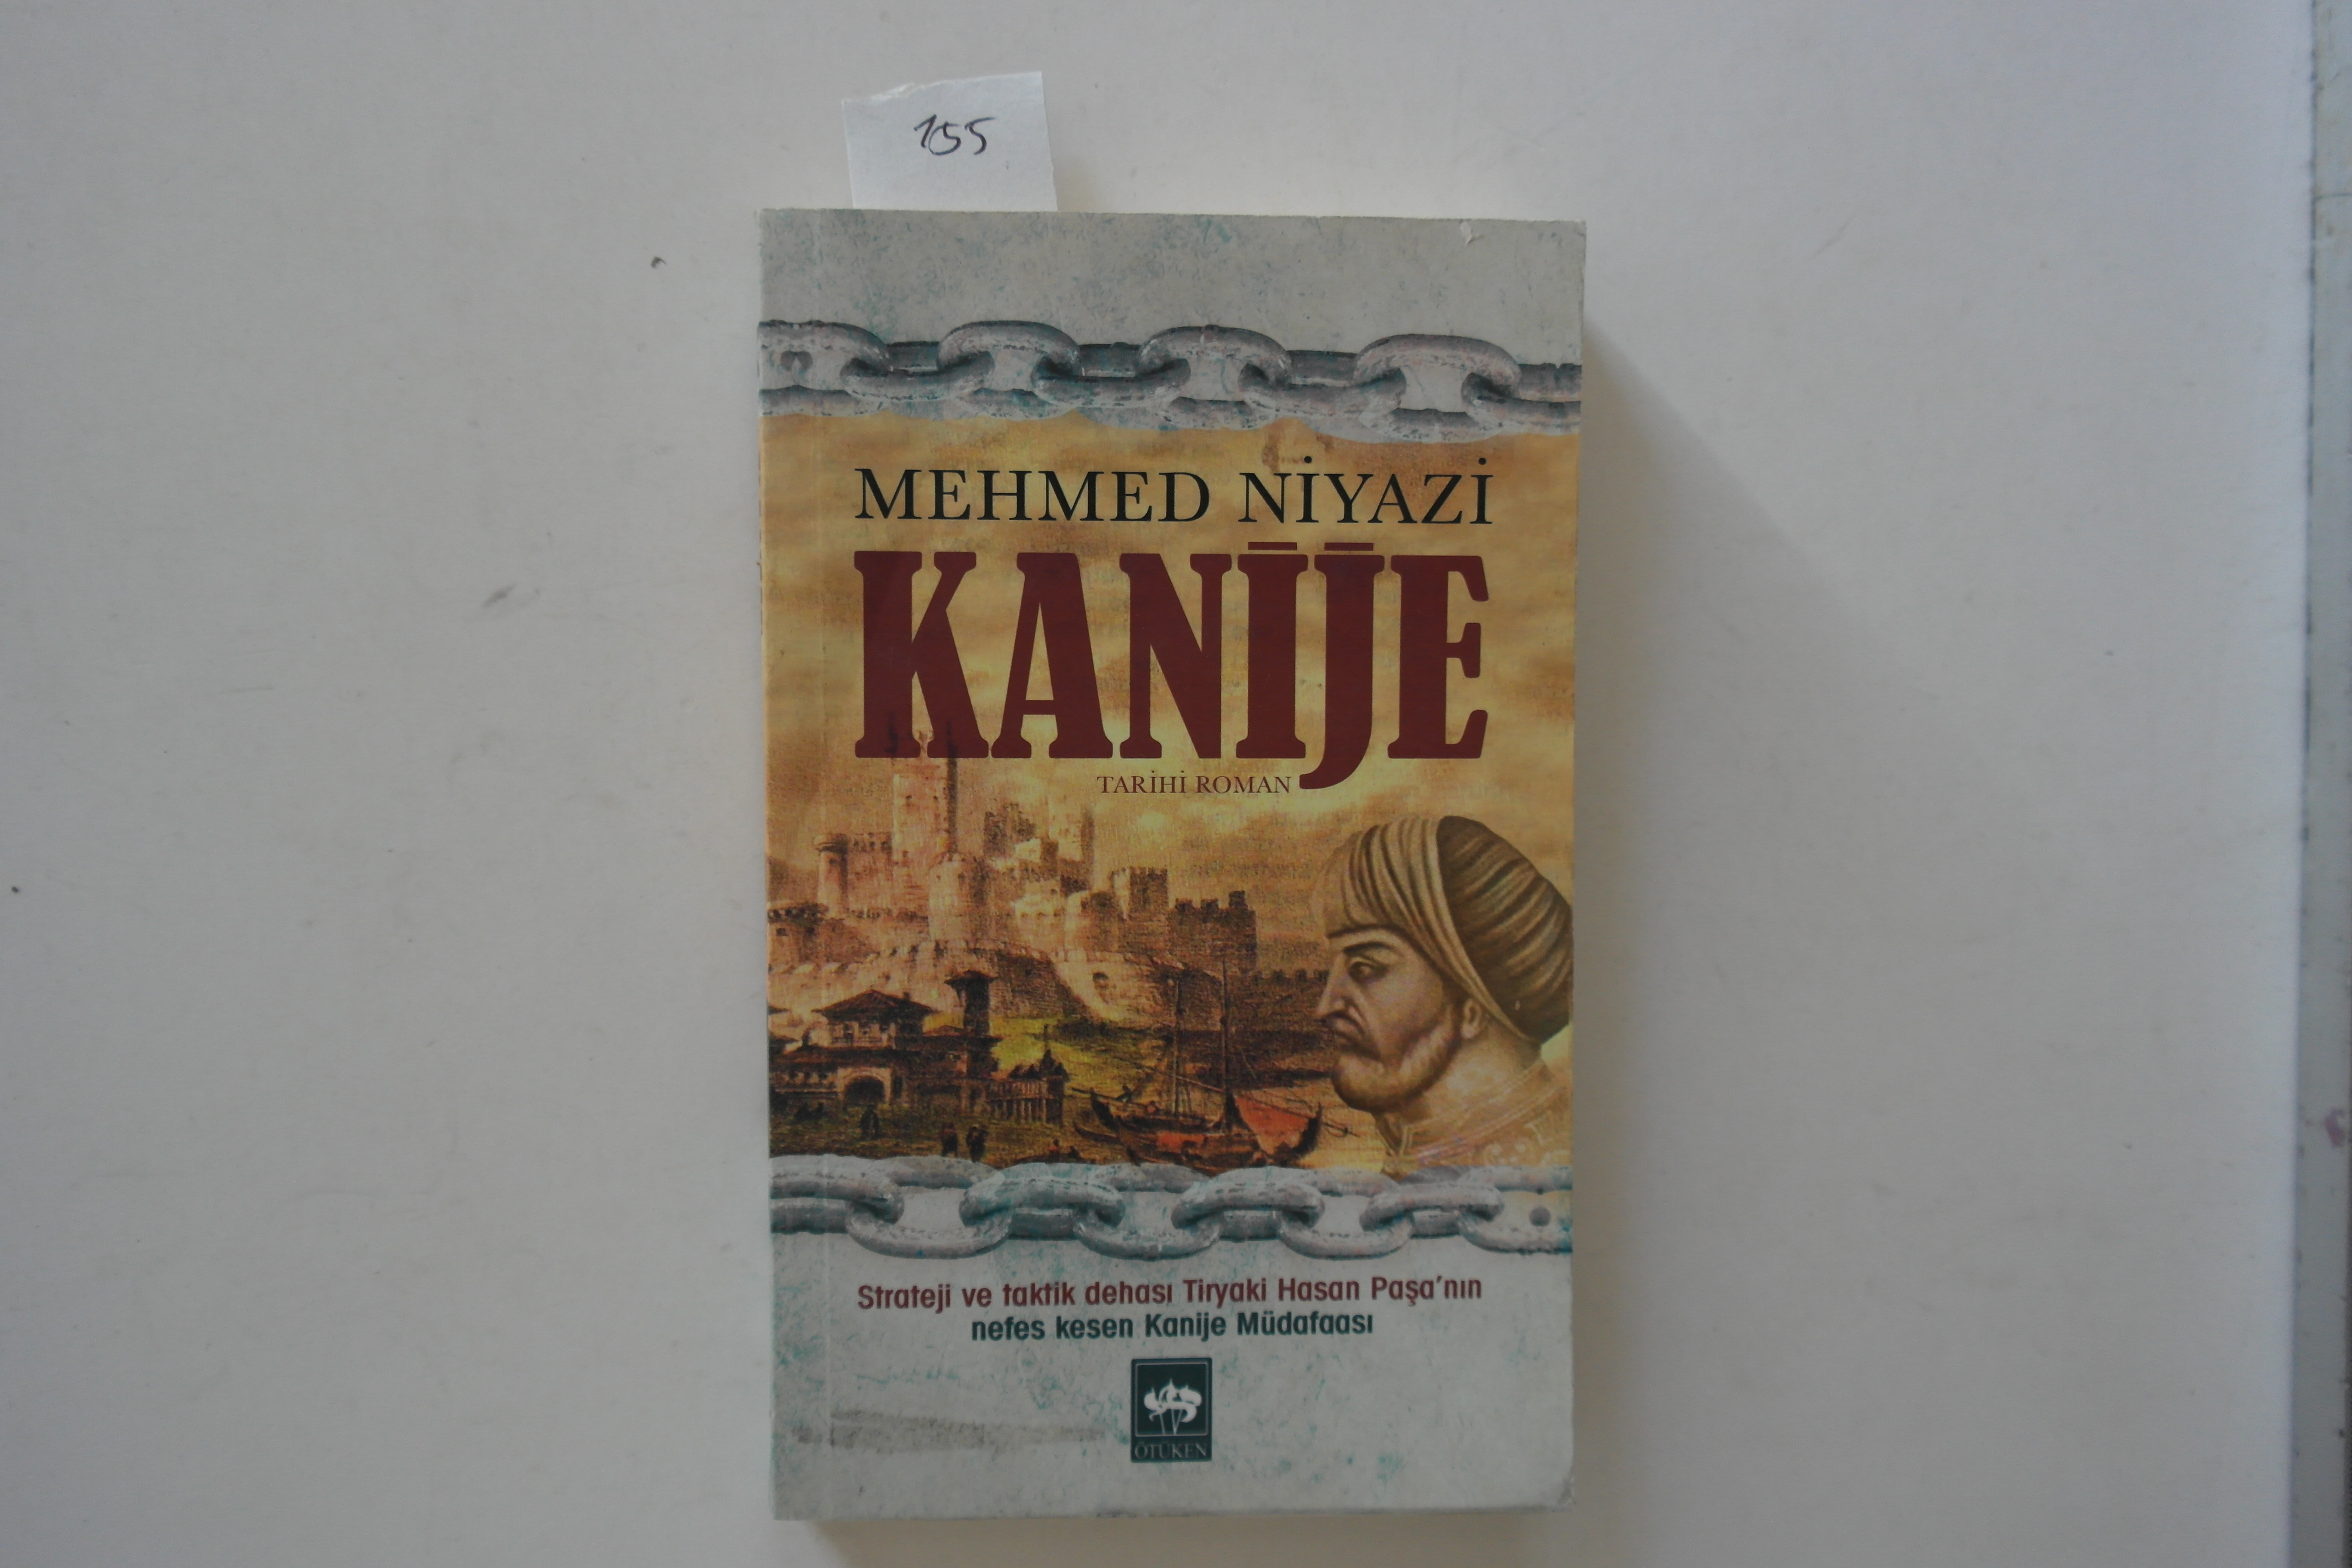 155
MEHMED NİYAZİ
KANİJE
TARİHİ ROMAN
Strateji ve taktik dehası Tiryaki Hasan Paşa'nın
nefes kesen Kanije Müdafaası
ÖTÜKEN